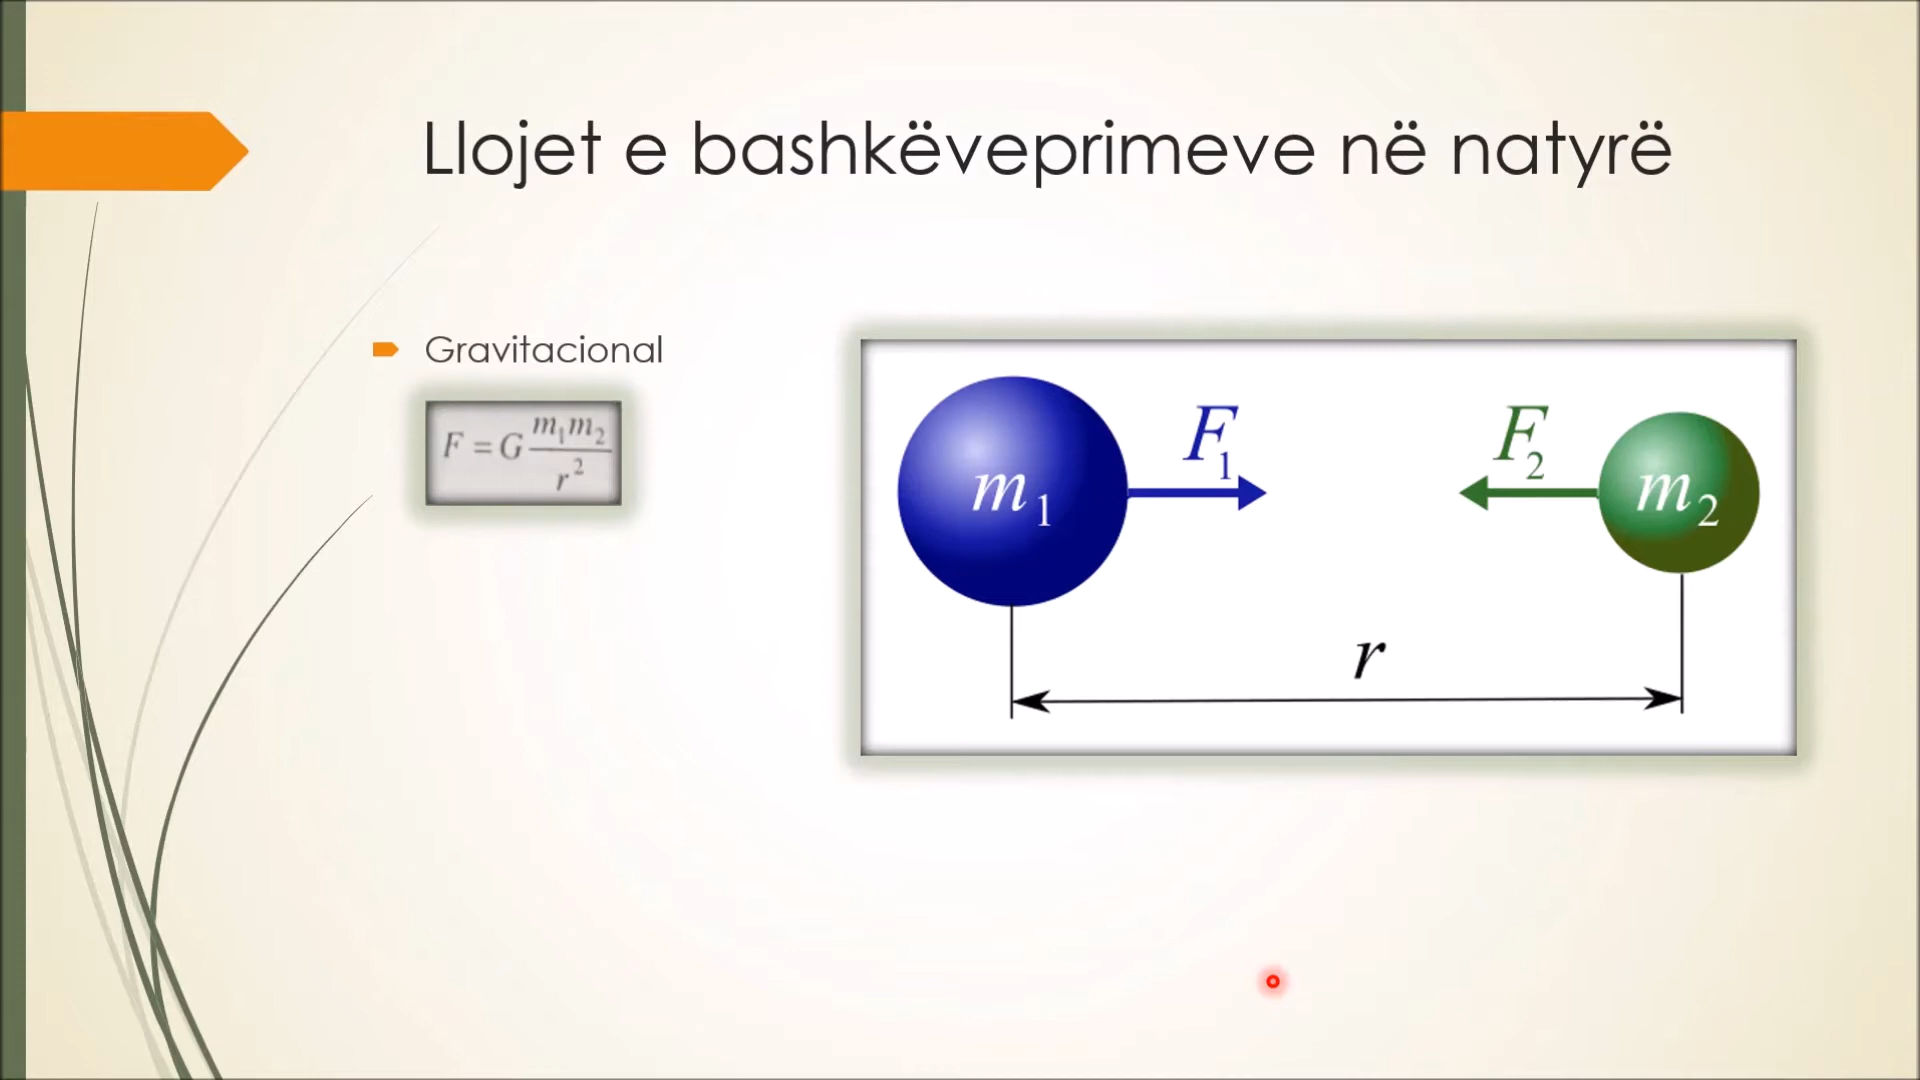 Llojet e bashkëveprimeve në natyrë
Gravitacional
F = G m₁m₂ / r²
F₁ F₂
m₁ m₂
r